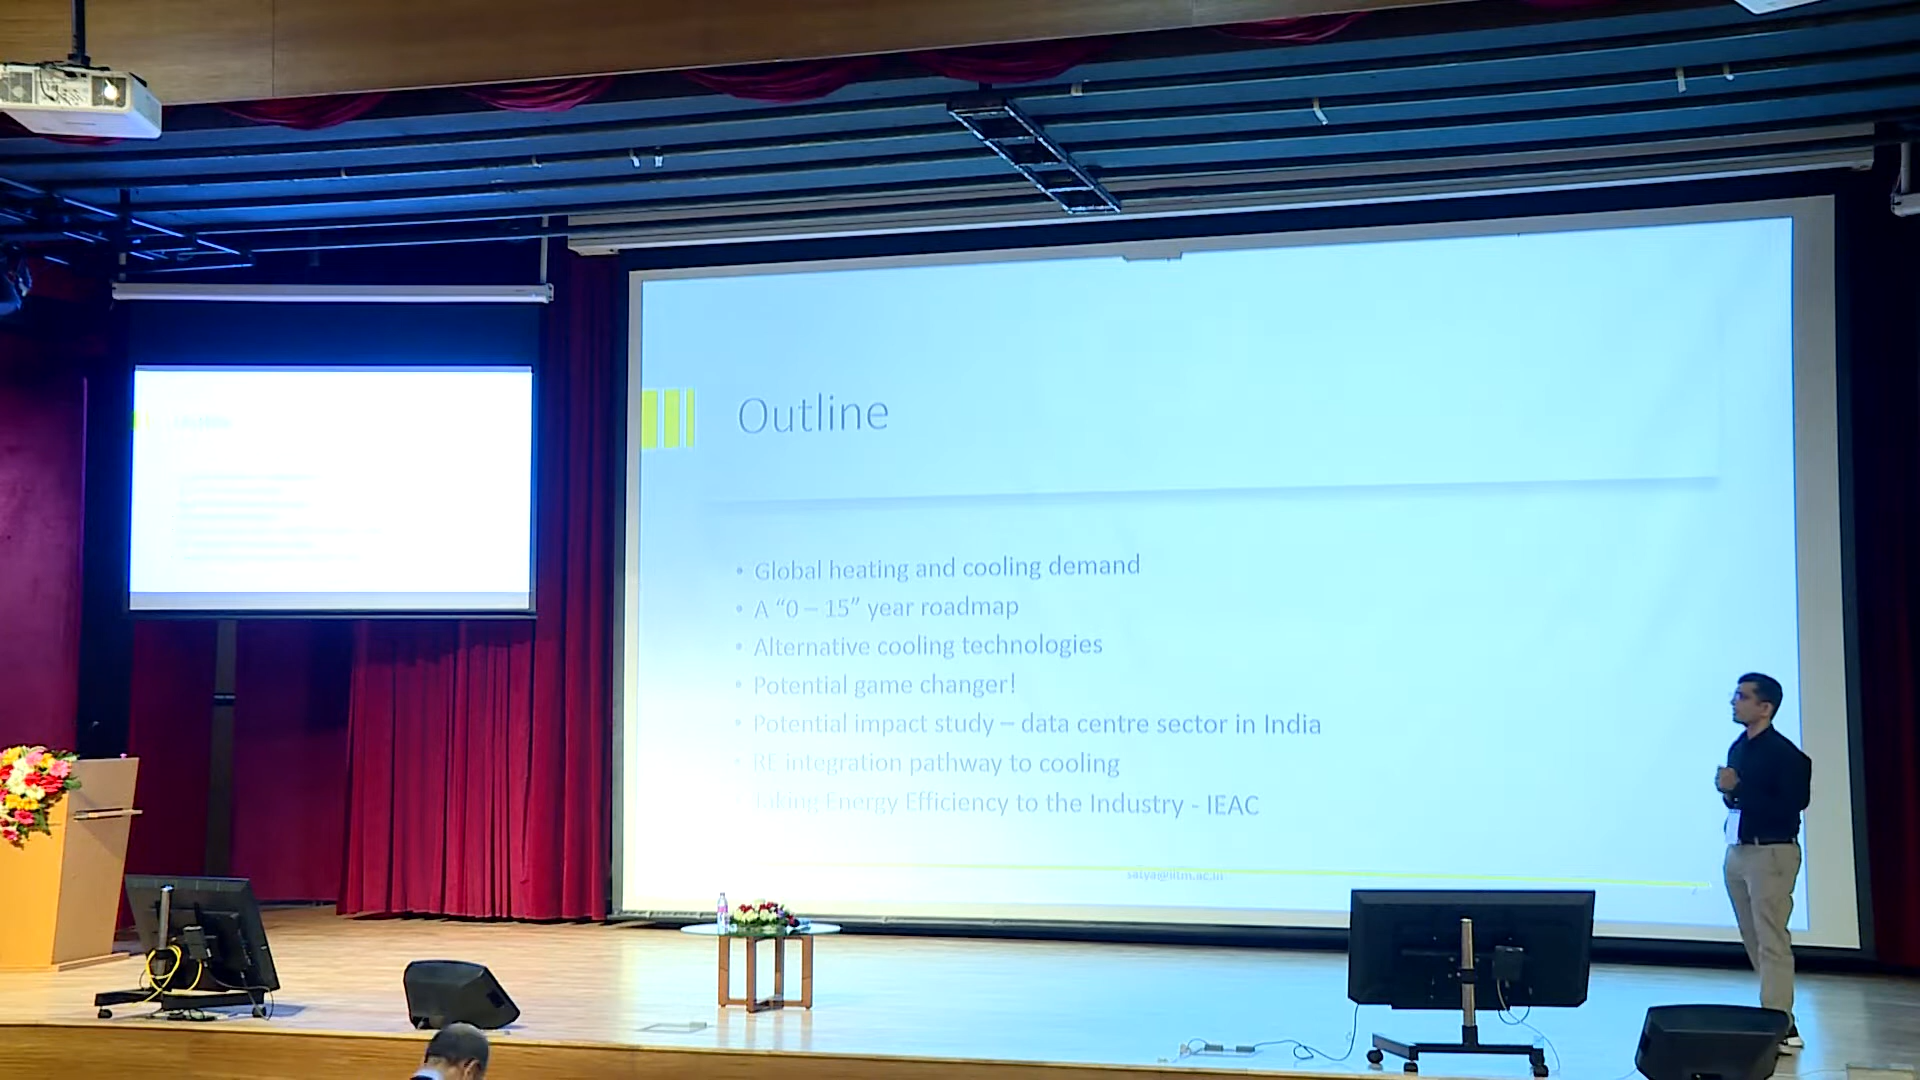 Outline
• Global heating and cooling demand
• A “0 – 15” year roadmap
• Alternative cooling technologies
• Potential game changer!
• Potential impact study – data centre sector in India
• RE integration pathway to cooling
• Taking Energy Efficiency to the Industry - IEAC
satya@iitm.ac.in
2